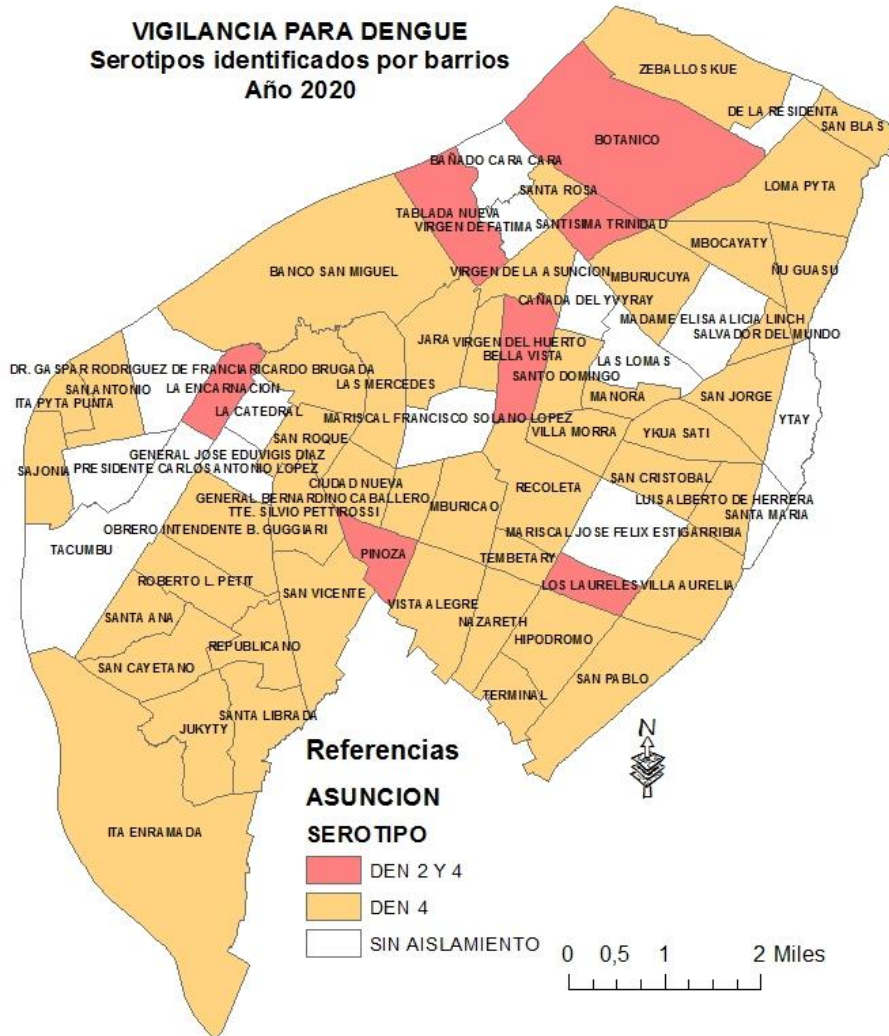 VIGILANCIA PARA DENGUE
Serotipos identificados por barrios
Año 2020
ZEBALLOS KUE
DE LA RESIDENTA
SAN BLAS
BOTANICO
BAÑADO CARA CARA
LOMA PYTA
SANTA ROSA
TABLADA NUEVA
VIRGEN DE FATIMA
SANTISIMA TRINIDAD
MBOCAYATY
BANCO SAN MIGUEL
VIRGEN DE LA ASUNCION
MBURUCUYA
ÑU GUASU
CAÑADA DEL YVYRAY
MADAME ELISA ALICIA LINCH
SALVADOR DEL MUNDO
JARA
VIRGEN DEL HUERTO
BELLA VISTA
LAS LOMAS
DR. GASPAR RODRIGUEZ DE FRANCIA
RICARDO BRUGADA
SANTO DOMINGO
SAN ANTONIO
LA ENCARNACION
LAS MERCEDES
MANORA
SAN JORGE
ITA PYTA PUNTA
LA CATEDRAL
MARISCAL FRANCISCO SOLANO LOPEZ
YTAY
SAN ROQUE
VILLA MORRA
YKUA SATI
GENERAL JOSE EDUVIGIS DIAZ
SAJONIA
PRESIDENTE CARLOS ANTONIO LOPEZ
CIUDAD NUEVA
RECOLETA
SAN CRISTOBAL
GENERAL BERNARDINO CABALLERO
LUIS ALBERTO DE HERRERA
TTE. SILVIO PETTIROSSI
MBURICAO
SANTA MARIA
OBRERO INTENDENTE B. GUGGIARI
MARISCAL JOSE FELIX ESTIGARRIBIA
TACUMBU
PINOZA
TEMBETARY
ROBERTO L. PETIT
LOS LAURELES
VILLA AURELIA
SAN VICENTE
VISTA ALEGRE
SANTA ANA
NAZARETH
REPUBLICANO
HIPODROMO
SAN CAYETANO
SAN PABLO
TERMINAL
SANTA LIBRADA
JUKYTY
N
ITA ENRAMADA
Referencias
ASUNCION
SEROTIPO
DEN 2 Y 4
DEN 4
SIN AISLAMIENTO
0 0,5 1 2 Miles